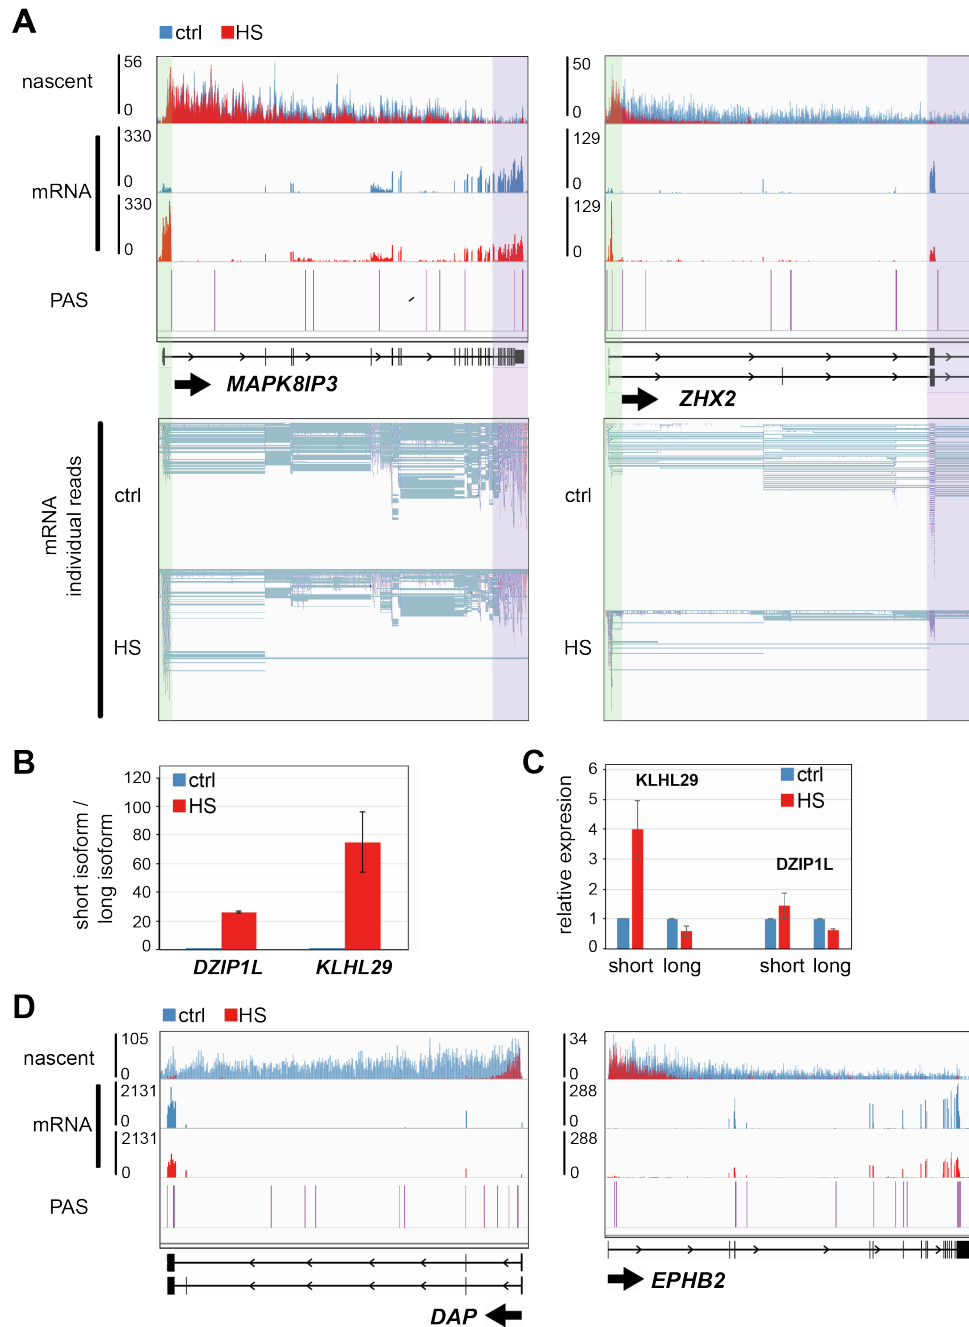 A
ctrl HS
nascent
56
0
50
0
mRNA
330
0
129
0
330
0
129
0
PAS
MAPK8IP3
ZHX2
mRNA
individual reads
ctrl
HS
ctrl
HS
B
short isoform /
long isoform
120
100
80
60
40
20
0
ctrl
HS
DZIP1L KLHL29
C
relative expresion
6
5
4
3
2
1
0
KLHL29
ctrl
HS
DZIP1L
short long short long
D
ctrl HS
nascent
105
0
34
0
mRNA
2131
0
288
0
2131
0
288
0
PAS
DAP
EPHB2